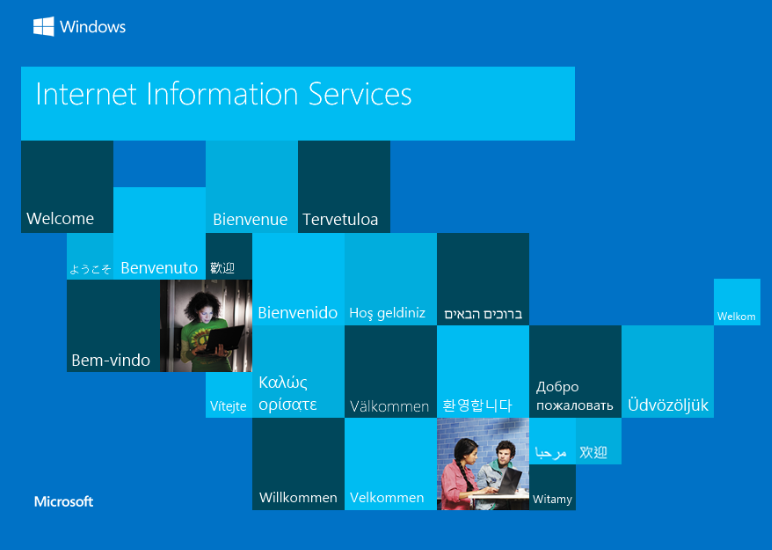 Windows
Internet Information Services
Welcome
Bienvenue
Tervetuloa
ようこそ
Benvenuto
歡迎
Bienvenido
Hoş geldiniz
ברוכים הבאים
Welkom
Bem-vindo
Vítejte
Καλώς
ορίσατε
Välkommen
환영합니다
Добро
пожаловать
Üdvözöljük
مرحبا
欢迎
Microsoft
Willkommen
Velkommen
Witamy